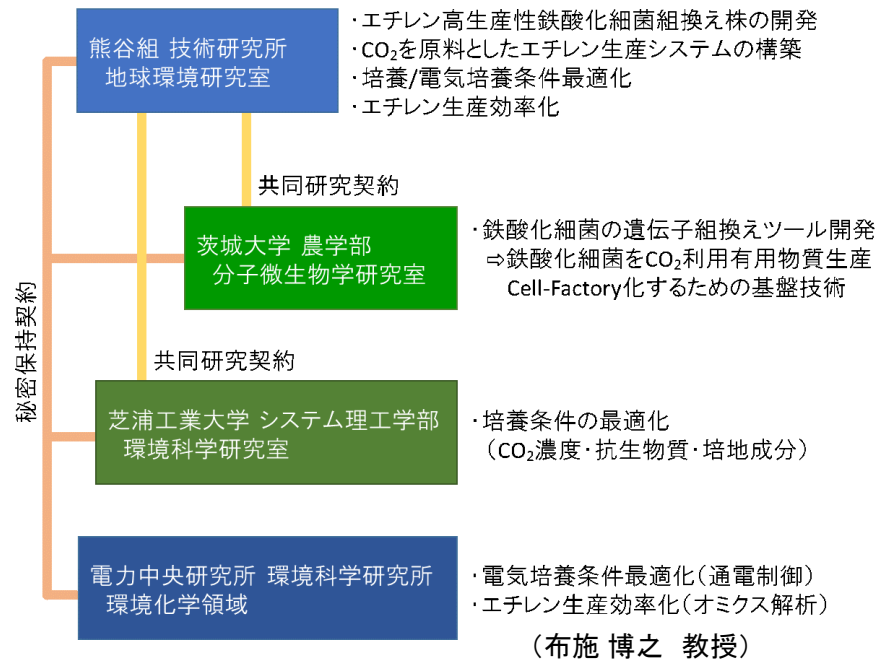 熊谷組 技術研究所
地球環境研究室
・エチレン高生産性鉄酸化細菌組換え株の開発
・CO₂を原料としたエチレン生産システムの構築
・培養/電気培養条件最適化
・エチレン生産効率化
共同研究契約
茨城大学 農学部
分子微生物学研究室
・鉄酸化細菌の遺伝子組換えツール開発
⇨鉄酸化細菌をCO₂利用有用物質生産
Cell-Factory化するための基盤技術
秘密保持契約
共同研究契約
芝浦工業大学 システム理工学部
環境科学研究室
・培養条件の最適化
（CO₂濃度・抗生物質・培地成分）
電力中央研究所 環境科学研究所
環境化学領域
・電気培養条件最適化（通電制御）
・エチレン生産効率化（オミクス解析）
（布施 博之 教授）